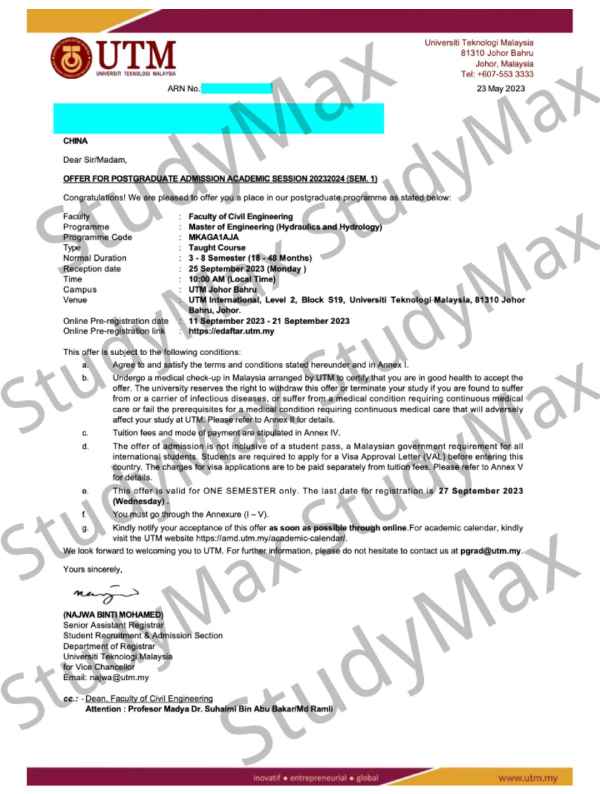 UTM
UNIVERSITI TEKNOLOGI MALAYSIA
Universiti Teknologi Malaysia
81310 Johor Bahru
Johor, Malaysia
Tel: +607-553 3333
ARN No.
23 May 2023
CHINA
Dear Sir/Madam,
OFFER FOR POSTGRADUATE ADMISSION ACADEMIC SESSION 20232024 (SEM. 1)
Congratulations! We are pleased to offer you a place in our postgraduate programme as stated below:
Faculty : Faculty of Civil Engineering
Programme : Master of Engineering (Hydraulics and Hydrology)
Programme Code : MKAGA1AJA
Type : Taught Course
Normal Duration : 3 - 8 Semester (18 - 48 Months)
Reception date : 25 September 2023 (Monday )
Time : 10:00 AM (Local Time)
Campus : UTM Johor Bahru
Venue : UTM International, Level 2, Block S19, Universiti Teknologi Malaysia, 81310 Johor
Bahru, Johor.
Online Pre-registration date : 11 September 2023 - 21 September 2023
Online Pre-registration link : https://edaftar.utm.my
This offer is subject to the following conditions:
a. Agree to and satisfy the terms and conditions stated hereunder and in Annex I.
b. Undergo a medical check-up in Malaysia arranged by UTM to certify that you are in good health to accept the
offer. The university reserves the right to withdraw this offer or terminate your study if you are found to suffer
from or a carrier of infectious diseases, or suffer from a medical condition requiring continuous medical
care or fail the prerequisites for a medical condition requiring continuous medical care that will adversely
affect your study at UTM. Please refer to Annex II for details.
c. Tuition fees and mode of payment are stipulated in Annex IV.
d. The offer of admission is not inclusive of a student pass, a Malaysian government requirement for all
international students. Students are required to apply for a Visa Approval Letter (VAL) before entering this
country. The charges for visa applications are to be paid separately from tuition fees. Please refer to Annex V
for details.
e. This offer is valid for ONE SEMESTER only. The last date for registration is 27 September 2023
(Wednesday) .
f. You must go through the Annexure (I – V).
g. Kindly notify your acceptance of this offer as soon as possible through online.For academic calendar, kindly
visit the UTM website https://amd.utm.my/academic-calendar/.
We look forward to welcoming you to UTM. For further information, please do not hesitate to contact us at pgrad@utm.my.
Yours sincerely,
(NAJWA BINTI MOHAMED)
Senior Assistant Registrar
Student Recruitment & Admission Section
Department of Registrar
Universiti Teknologi Malaysia
for Vice Chancellor
Email: najwa@utm.my
cc.: - Dean, Faculty of Civil Engineering
Attention : Profesor Madya Dr. Suhaimi Bin Abu Bakar/Md Ramli
inovatif ● entrepreneurial ● global
www.utm.my
StudyMax
StudyMax
StudyMax
StudyMax
StudyMax
StudyMax